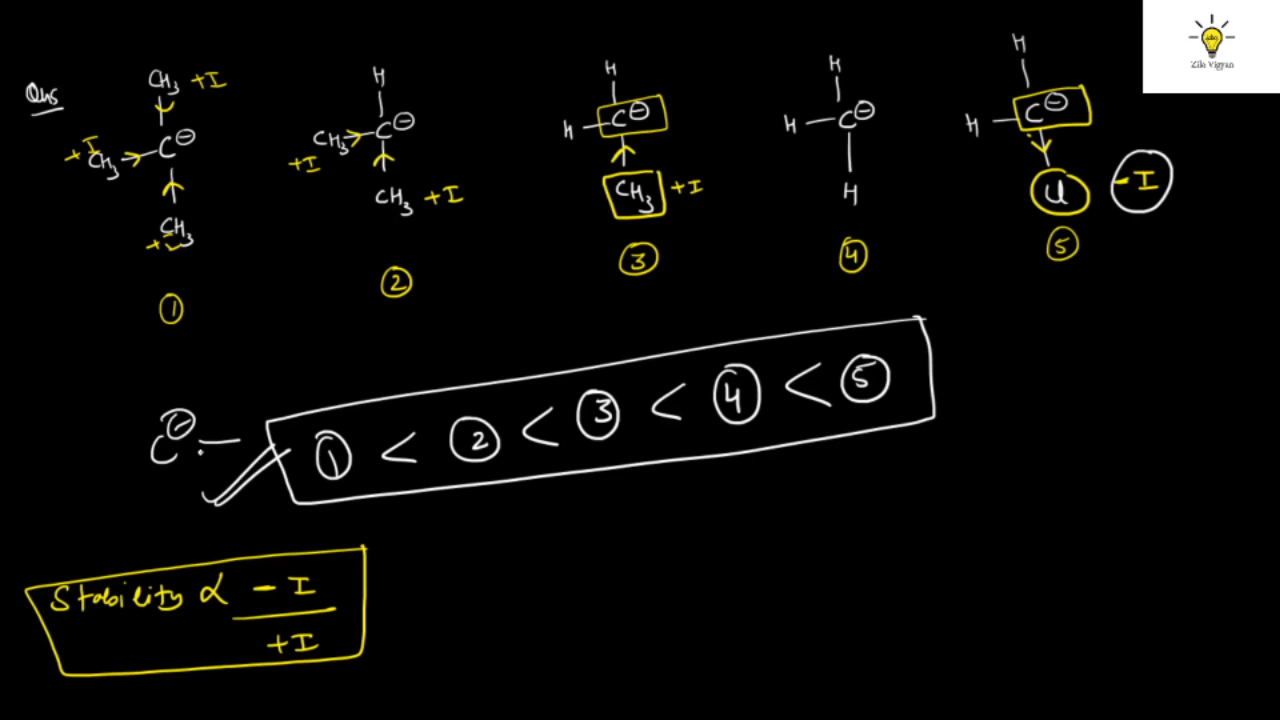 Ques
CH₃ +I
+I CH₃ C⊖
CH₃
+I
①
H
CH₃ C⊖
+I
CH₃ +I
②
H
H C⊖
CH₃ +I
③
H
H C⊖
H
④
H
H C⊖
Cl -I
⑤
Zila Vigyan
C⊖:- ① < ② < ③ < ④ < ⑤
Stability α -I
+I